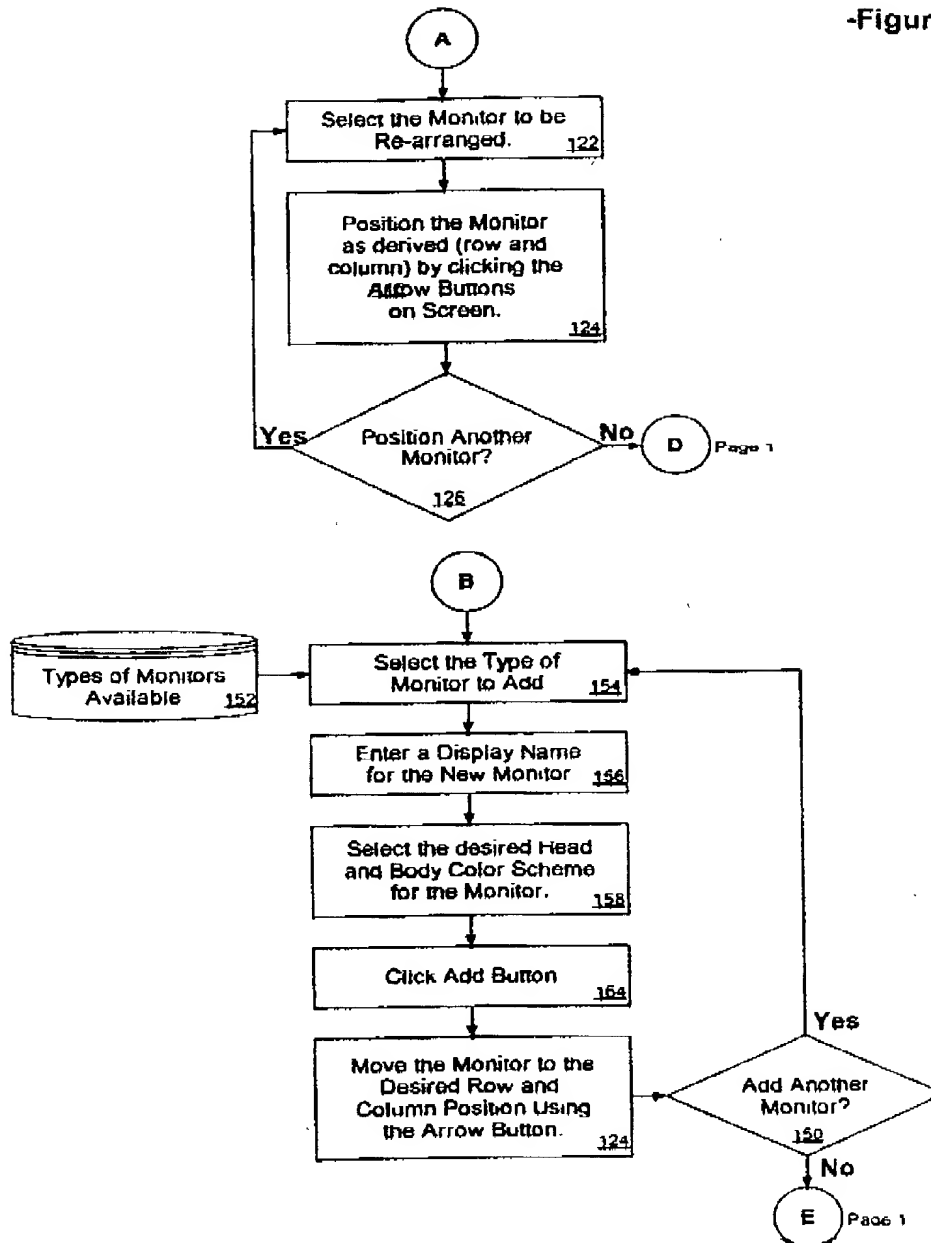 -Figur
A
Select the Monitor to be
Re-arranged.
122
Position the Monitor
as derived (row and
column) by clicking the
Arrow Buttons
on Screen.
124
Position Another
Monitor?
126
Yes
No
D
Page 1
B
Types of Monitors
Available
152
Select the Type of
Monitor to Add
154
Enter a Display Name
for the New Monitor
156
Select the desired Head
and Body Color Scheme
for the Monitor.
158
Click Add Button
164
Move the Monitor to the
Desired Row and
Column Position Using
the Arrow Button.
124
Add Another
Monitor?
150
Yes
No
E
Page 1